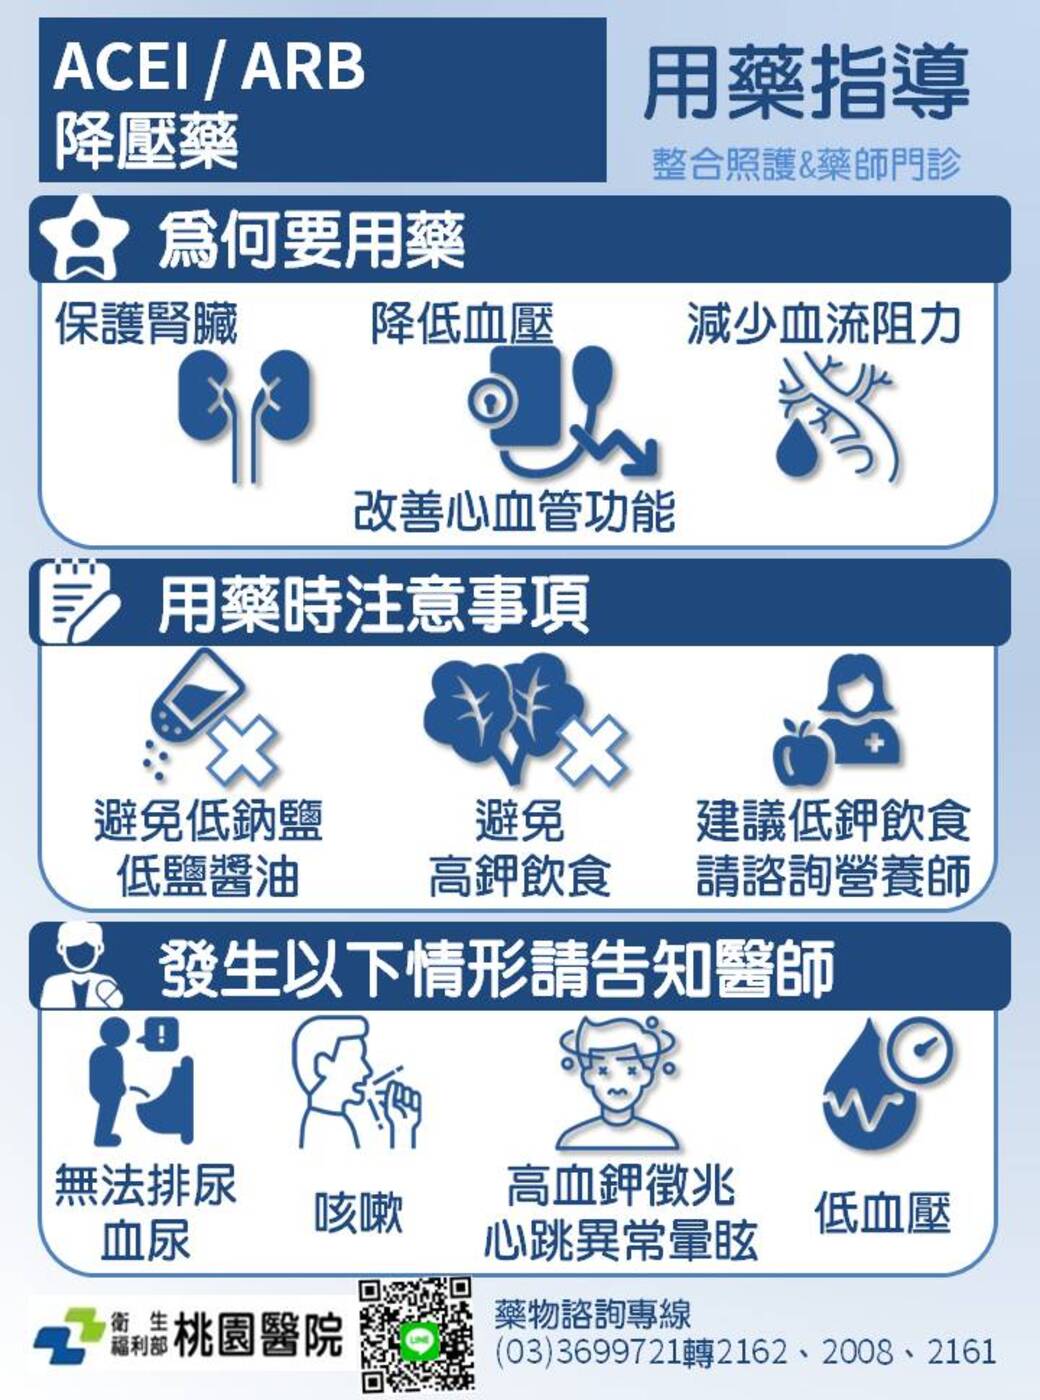 ACEI / ARB
降壓藥
用藥指導
整合照護&藥師門診
為何要用藥
保護腎臟
降低血壓
減少血流阻力
改善心血管功能
用藥時注意事項
避免低鈉鹽
低鹽醬油
避免
高鉀飲食
建議低鉀飲食
請諮詢營養師
發生以下情形請告知醫師
!
無法排尿
血尿
咳嗽
高血鉀徵兆
心跳異常暈眩
低血壓
衛生
福利部
桃園醫院
LINE
藥物諮詢專線
(03)3699721轉2162、2008、2161